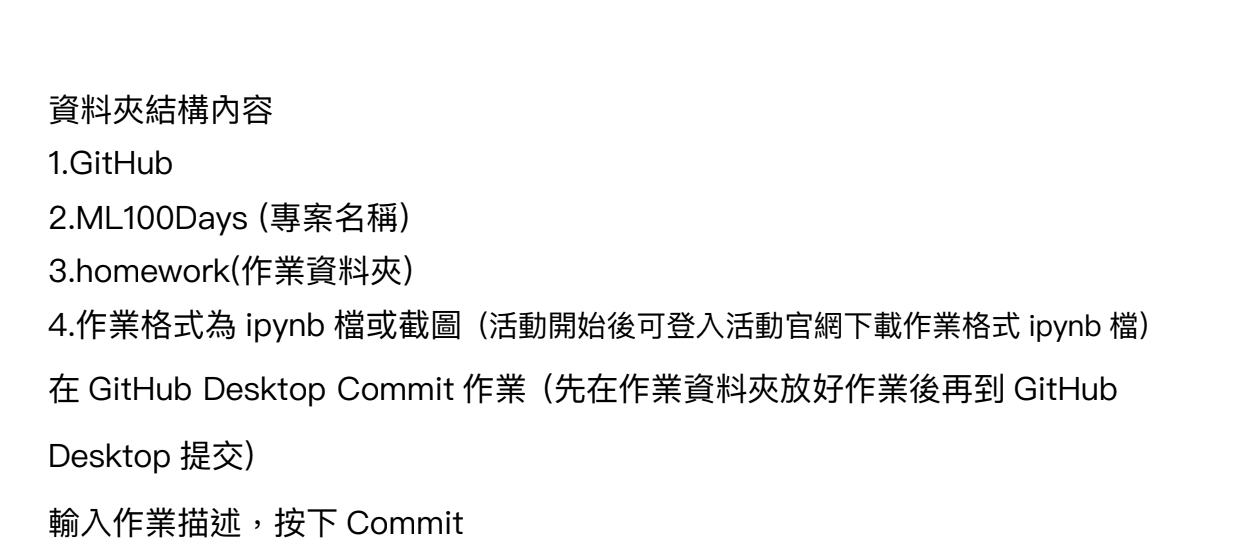 資料夾結構內容
1.GitHub
2.ML100Days (專案名稱)
3.homework(作業資料夾)
4.作業格式為 ipynb 檔或截圖 (活動開始後可登入活動官網下載作業格式 ipynb 檔)
在 GitHub Desktop Commit 作業 (先在作業資料夾放好作業後再到 GitHub
Desktop 提交)
輸入作業描述，按下 Commit